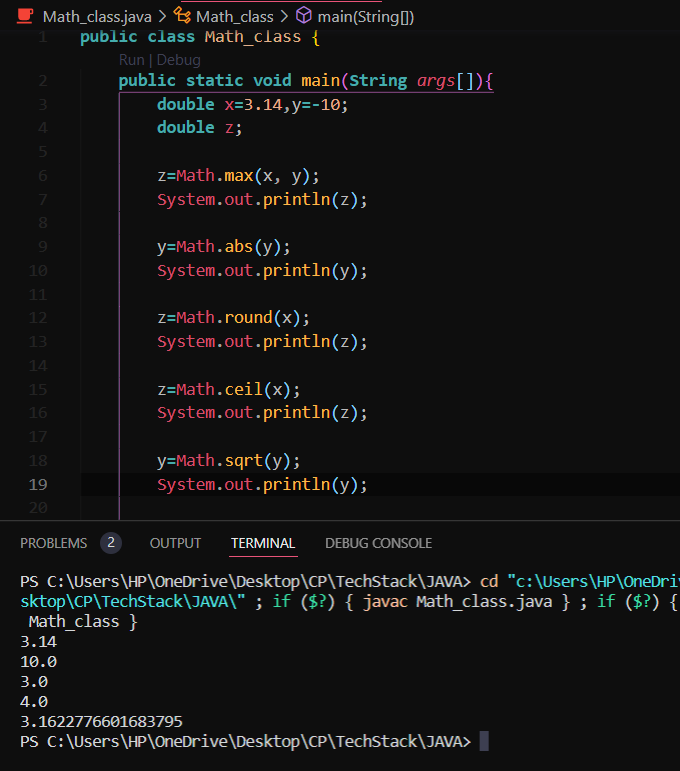 Math_class.java > Math_class > main(String[])
1 public class Math_class {
Run | Debug
2 public static void main(String args[]){
3 double x=3.14,y=-10;
4 double z;
5
6 z=Math.max(x, y);
7 System.out.println(z);
8
9 y=Math.abs(y);
10 System.out.println(y);
11
12 z=Math.round(x);
13 System.out.println(z);
14
15 z=Math.ceil(x);
16 System.out.println(z);
17
18 y=Math.sqrt(y);
19 System.out.println(y);
20
PROBLEMS 2 OUTPUT TERMINAL DEBUG CONSOLE
PS C:\Users\HP\OneDrive\Desktop\CP\TechStack\JAVA> cd "c:\Users\HP\OneDri
sktop\CP\TechStack\JAVA\" ; if ($?) { javac Math_class.java } ; if ($?) {
Math_class }
3.14
10.0
3.0
4.0
3.1622776601683795
PS C:\Users\HP\OneDrive\Desktop\CP\TechStack\JAVA>